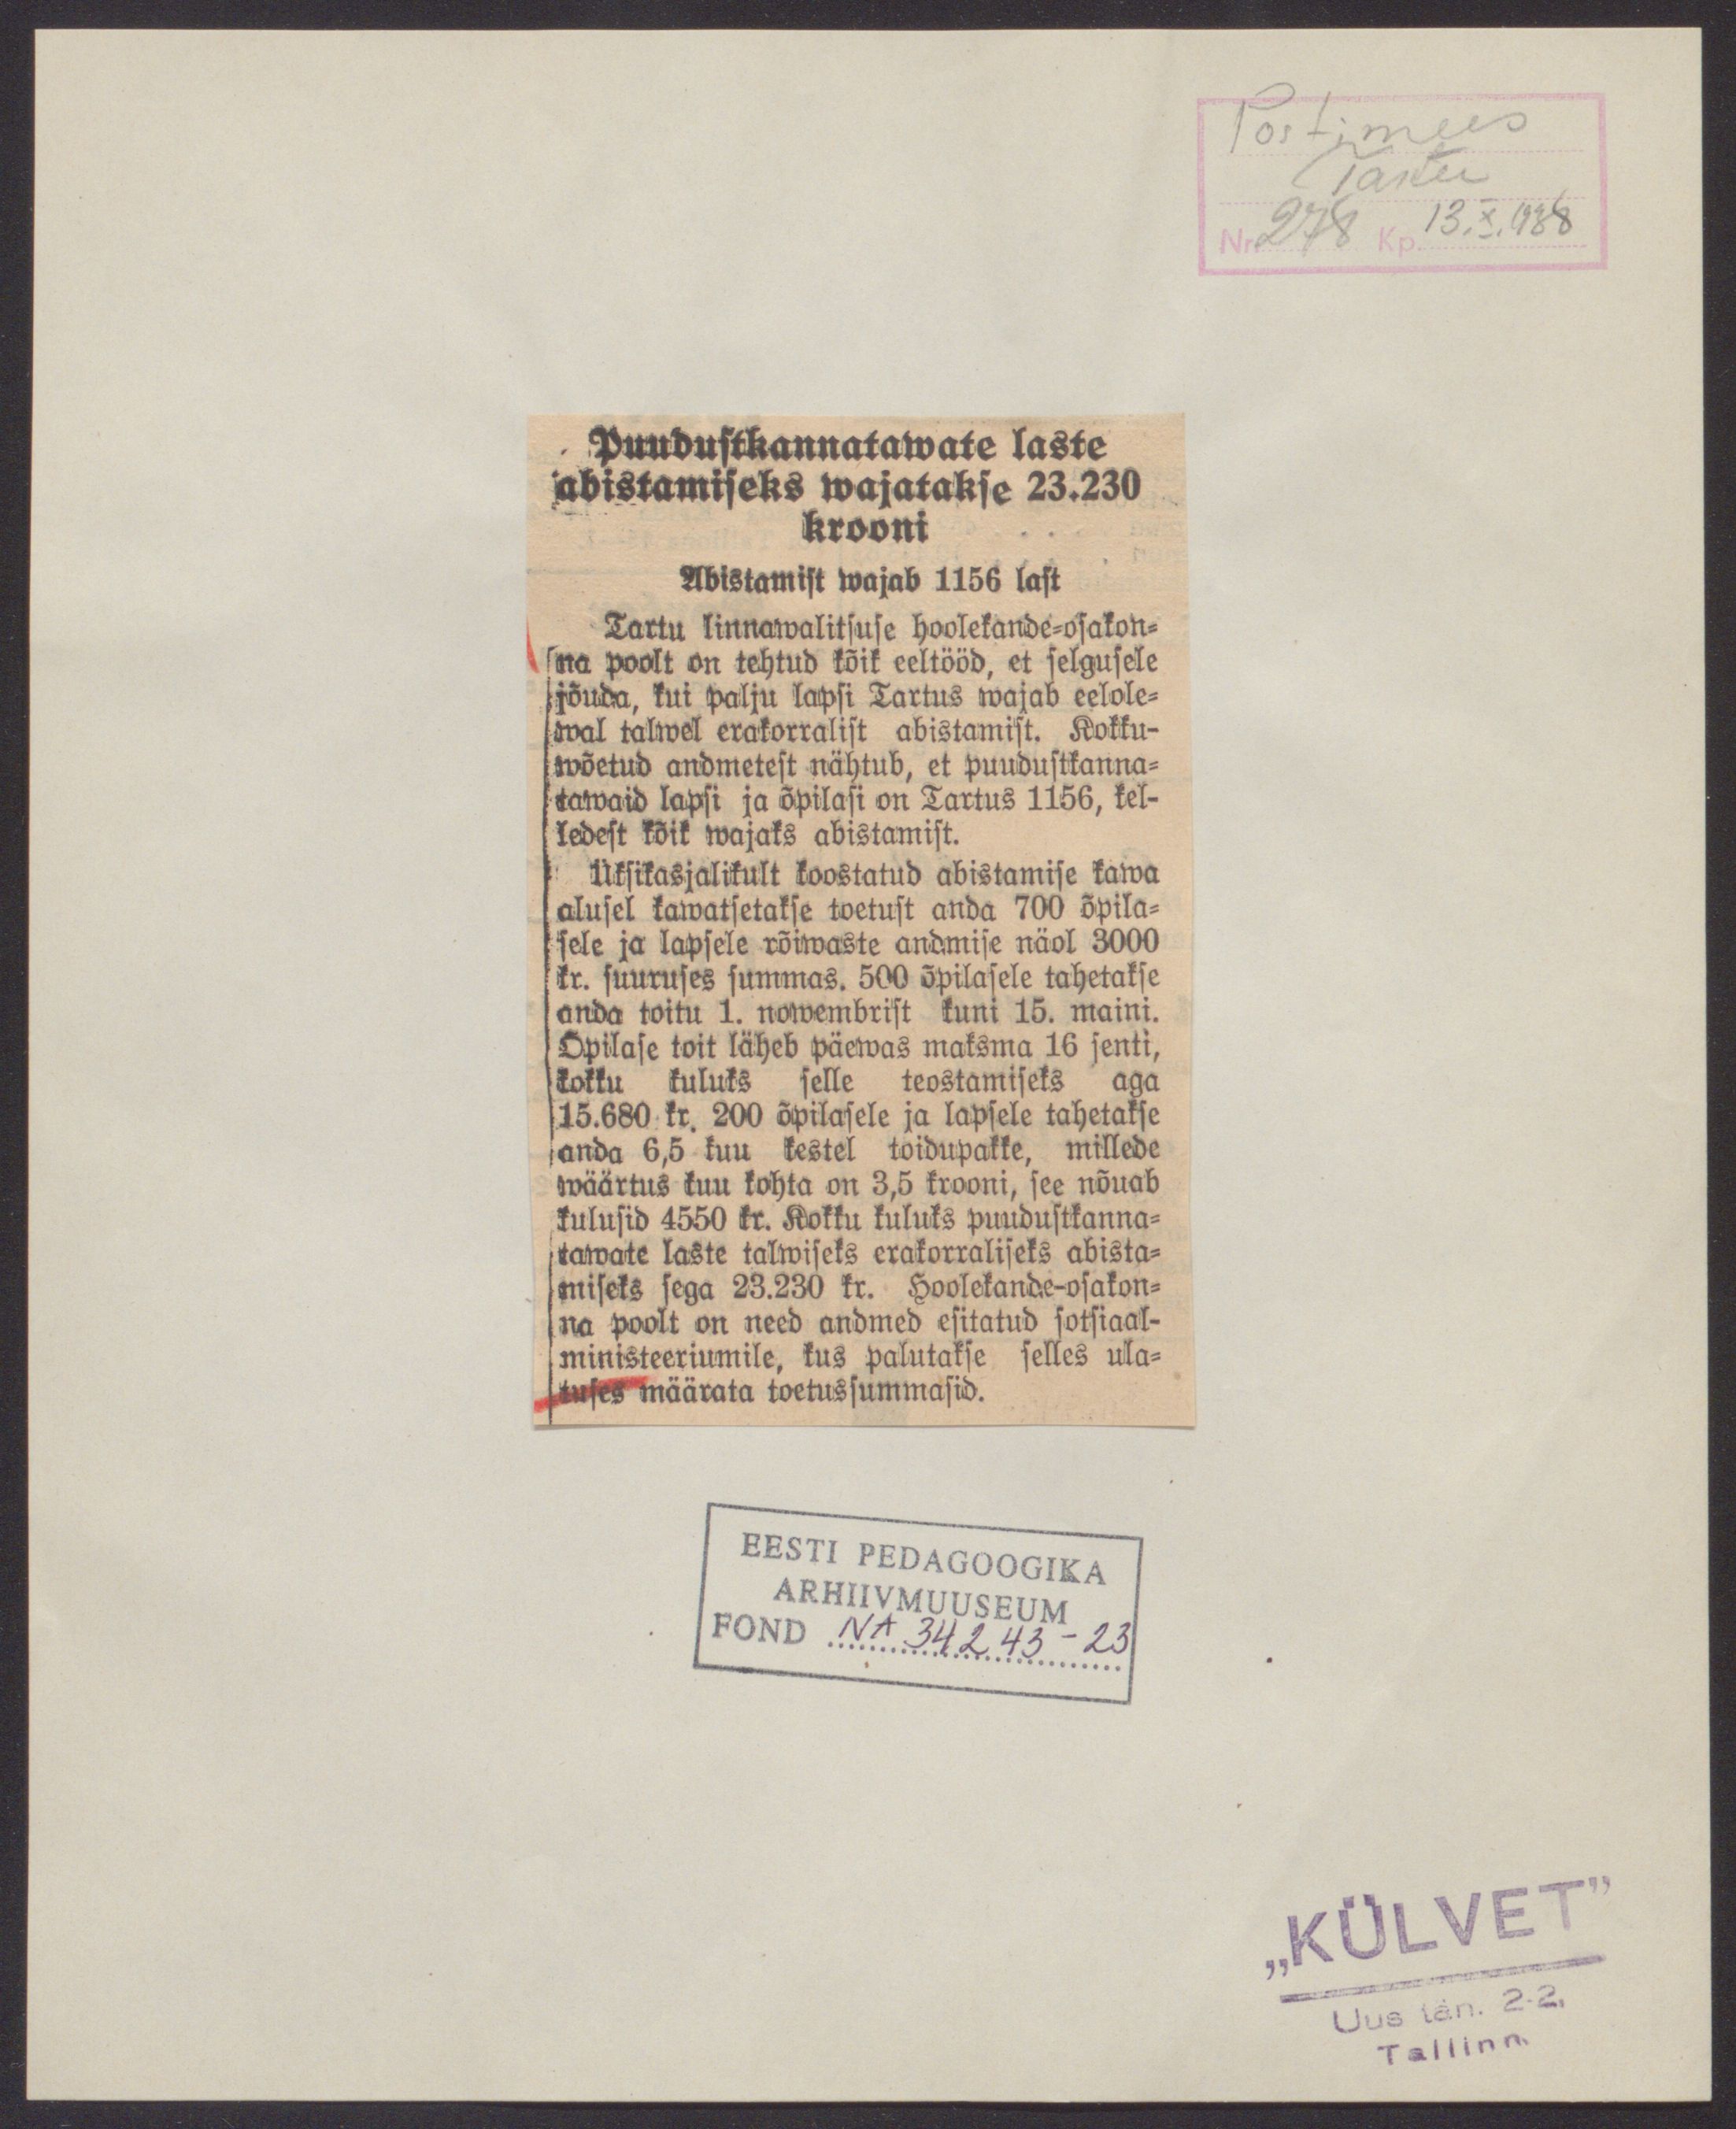 Postimees
Tartu
Nr. 278 Kp. 13.X.1938
Puudustkannatawate laste
abistamiseks wajatakse 23.230
krooni
Abistamist wajab 1156 last
Tartu linnawalitsuse hoolekande-osakon-
na poolt on tehtud kõik eeltööd, et selgusele
jõuda, kui palju lapsi Tartus wajab eelole-
wal talwel erakorralist abistamist. Kokku-
wõetud andmetest nähtub, et puudustkanna-
tawaid lapsi ja õpilasi on Tartus 1156, kel-
ledest kõik wajaks abistamist.
Üksikasjalikult koostatud abistamise kawa
alusel kawatsetakse toetust anda 700 õpila-
sele ja lapsele rõiwaste andmise näol 3000
kr. suuruses summas. 500 õpilasele tahetakse
anda toitu 1. nowembrist kuni 15. maini.
Õpilase toit läheb päewas maksma 16 senti,
kokku kuluks selle teostamiseks aga
15.680 kr. 200 õpilasele ja lapsele tahetakse
anda 6,5 kuu kestel toidupakke, millede
wäärtus kuu kohta on 3,5 krooni, see nõuab
kulusid 4550 kr. Kokku kuluks puudustkanna-
tawate laste talwiseks erakorraliseks abista-
miseks sega 23.230 kr. Hoolekande-osakon-
na poolt on need andmed esitatud sotsiaal-
ministeeriumile, kus palutakse selles ula-
tuses määrata toetussummasid.
EESTI PEDAGOOGIKA
ARHIIVMUUSEUM
FOND NA 34243-23
„KÜLVET”
Uus tän. 2-2.
Tallinn.